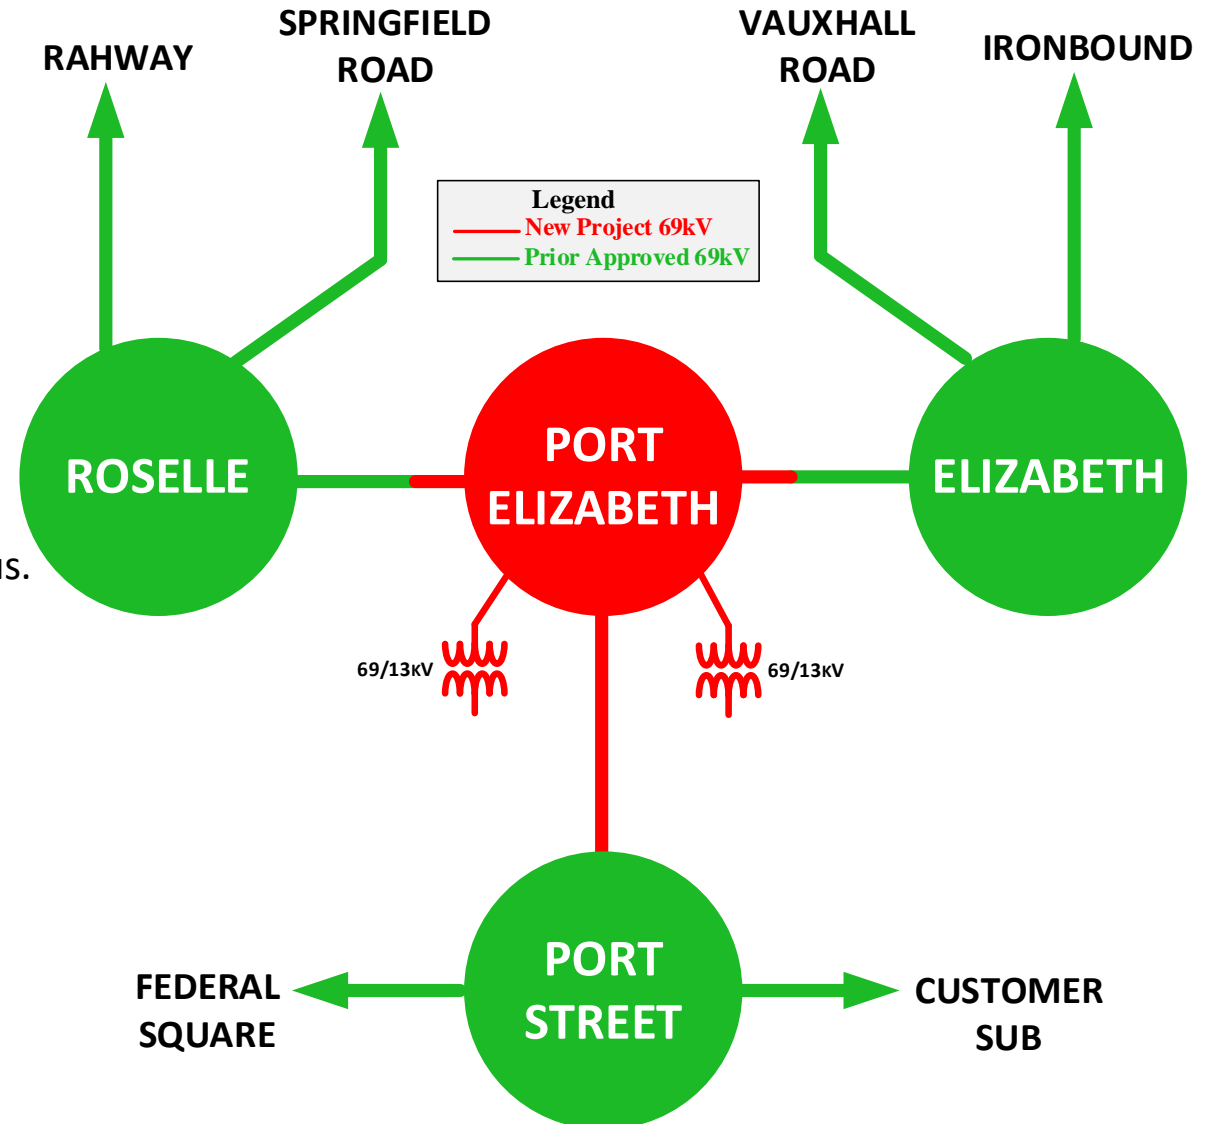 RAHWAY
SPRINGFIELD
ROAD
VAUXHALL
ROAD
IRONBOUND
Legend
New Project 69kV
Prior Approved 69kV
ROSELLE
PORT
ELIZABETH
ELIZABETH
us.
69/13KV
69/13KV
PORT
STREET
FEDERAL
SQUARE
CUSTOMER
SUB